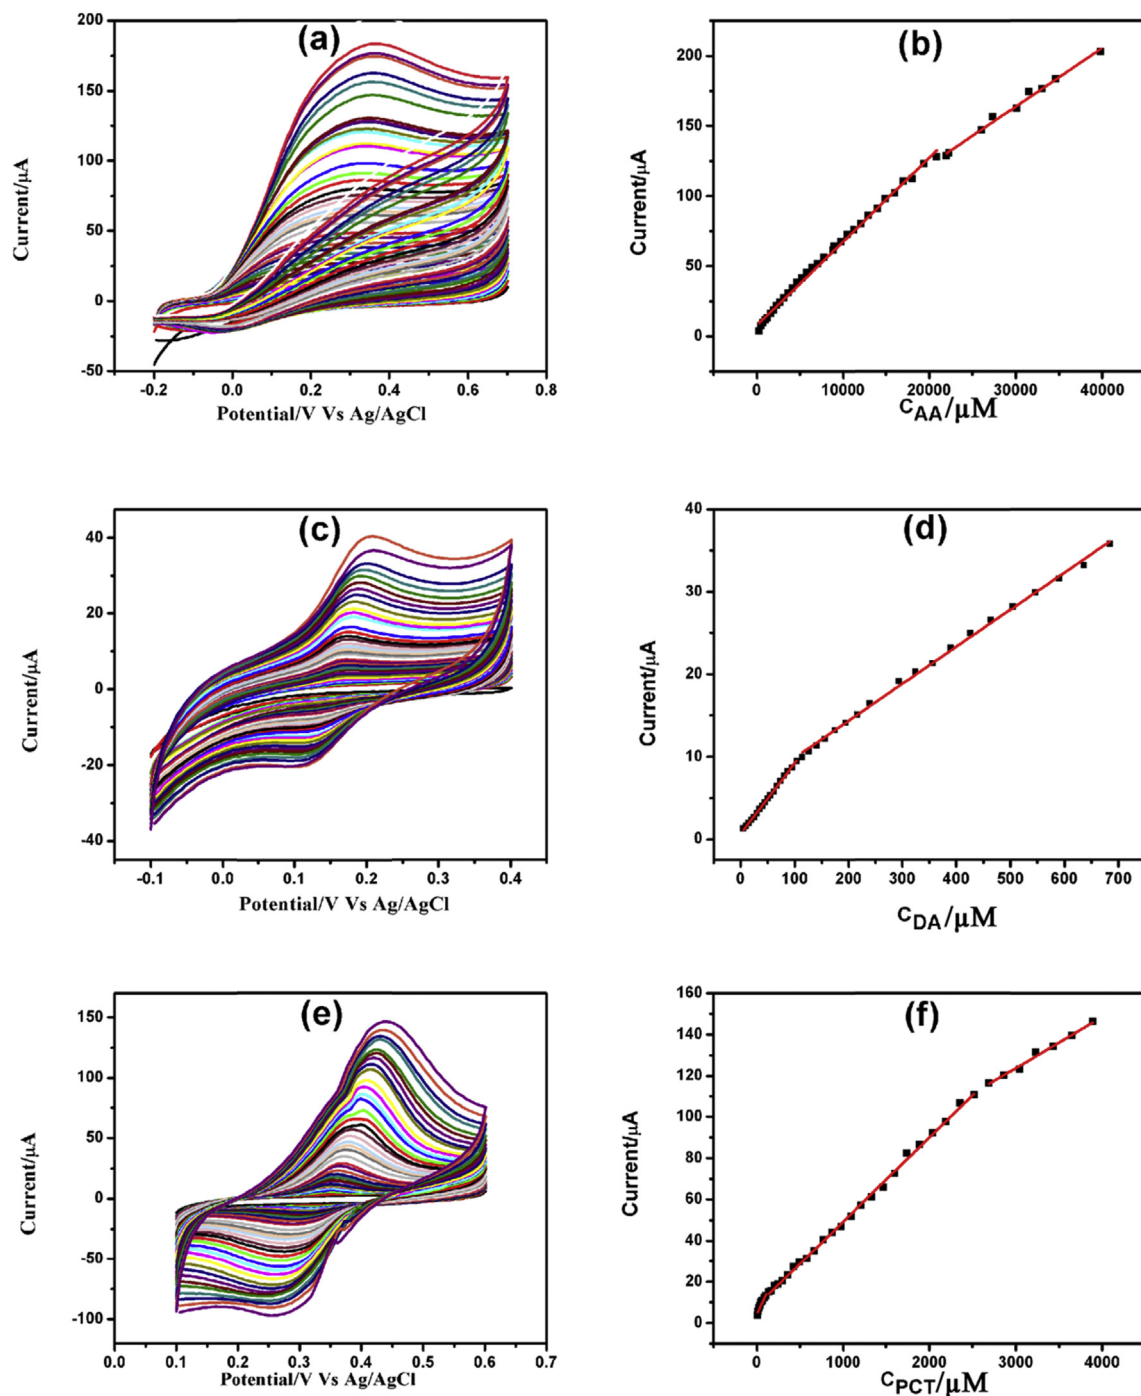 (a)
200
150
100
50
0
-50
Current/µA
-0.2 0.0 0.2 0.4 0.6 0.8
Potential/V Vs Ag/AgCl
(b)
200
150
100
50
0
Current/µA
0 10000 20000 30000 40000
CAA/µM
(c)
40
20
0
-20
-40
Current/µA
-0.1 0.0 0.1 0.2 0.3 0.4
Potential/V Vs Ag/AgCl
(d)
40
30
20
10
0
Current/µA
0 100 200 300 400 500 600 700
CDA/µM
(e)
150
100
50
0
-50
-100
Current/µA
0.0 0.1 0.2 0.3 0.4 0.5 0.6 0.7
Potential/V Vs Ag/AgCl
(f)
160
140
120
100
80
60
40
20
0
Current/µA
0 1000 2000 3000 4000
CPCT/µM